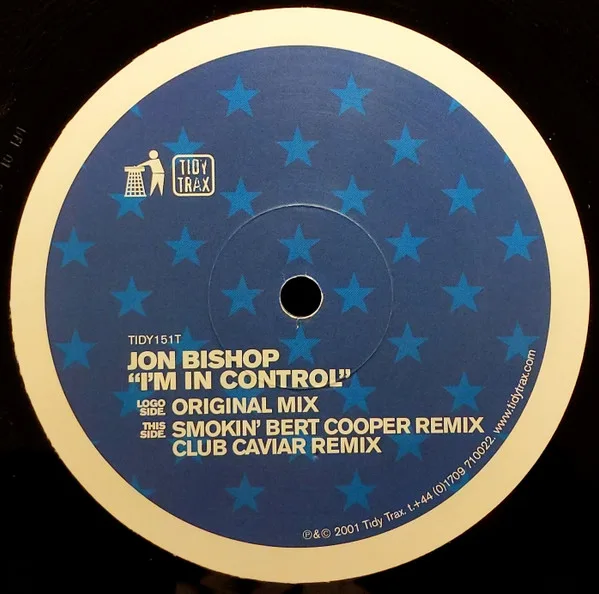 TIDY
TRAX
TIDY151T
JON BISHOP
“I'M IN CONTROL”
LOGO SIDE. ORIGINAL MIX
THIS SIDE. SMOKIN' BERT COOPER REMIX
CLUB CAVIAR REMIX
℗&© 2001 Tidy Trax. t.+44 (0)1709 710022. www.tidytrax.com